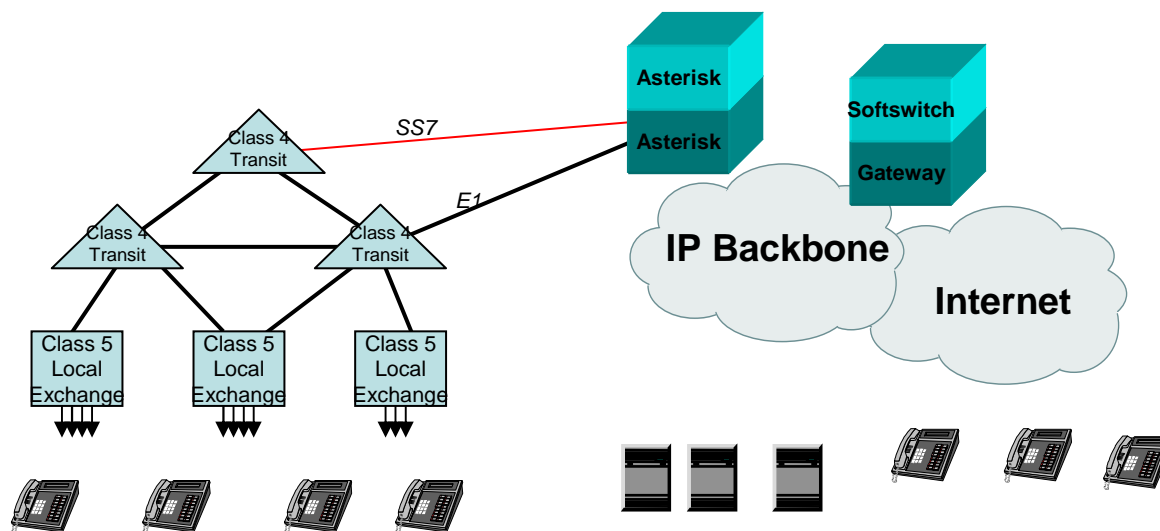 Asterisk
Asterisk
Softswitch
Gateway
SS7
Class 4
Transit
E1
Class 4
Transit
Class 4
Transit
IP Backbone
Internet
Class 5
Local
Exchange
Class 5
Local
Exchange
Class 5
Local
Exchange